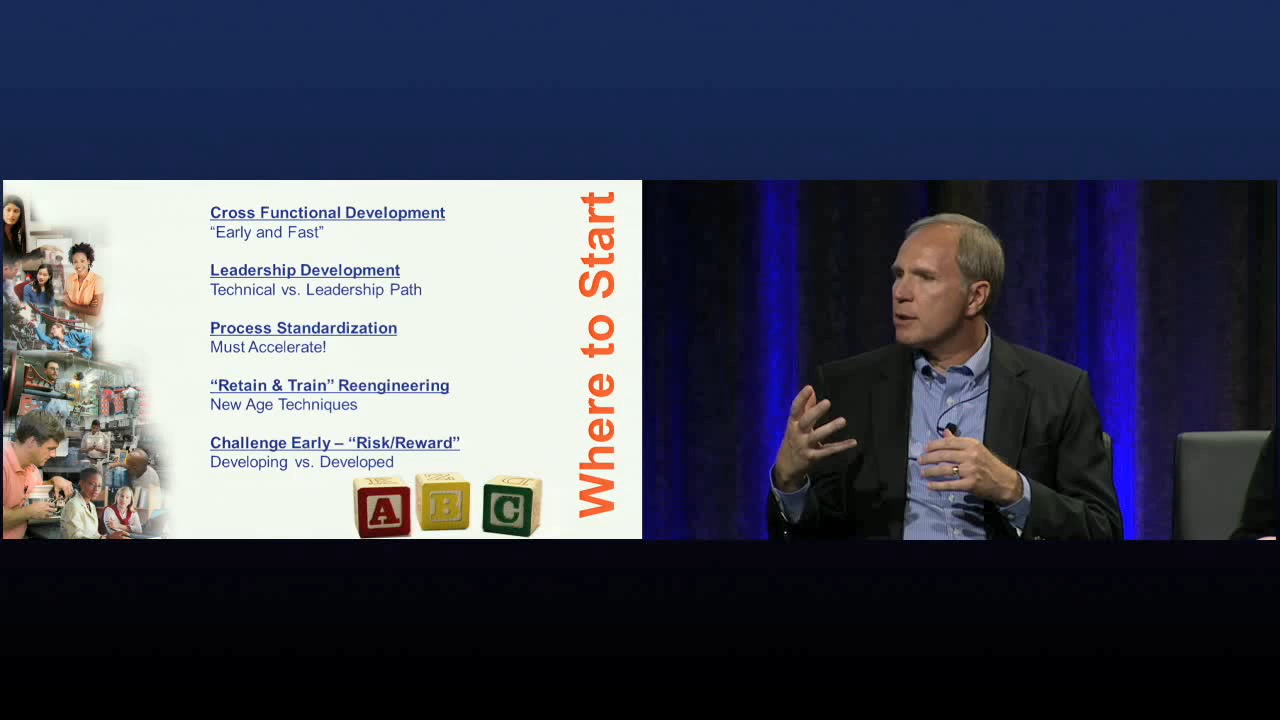 Cross Functional Development
“Early and Fast”
Leadership Development
Technical vs. Leadership Path
Process Standardization
Must Accelerate!
“Retain & Train” Reengineering
New Age Techniques
Challenge Early – “Risk/Reward”
Developing vs. Developed
A B C
Where to Start